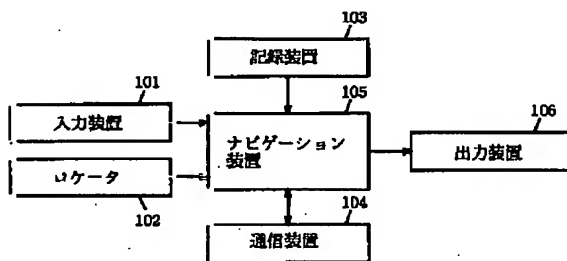 103
記録装置
101
入力装置
105
ナビゲーション
装置
106
出力装置
ロケータ
102
104
通信装置